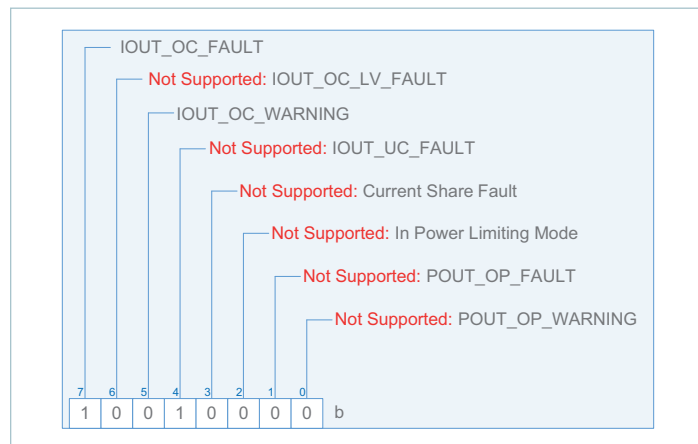 IOUT_OC_FAULT
Not Supported: IOUT_OC_LV_FAULT
IOUT_OC_WARNING
Not Supported: IOUT_UC_FAULT
Not Supported: Current Share Fault
Not Supported: In Power Limiting Mode
Not Supported: POUT_OP_FAULT
Not Supported: POUT_OP_WARNING
7 6 5 4 3 2 1 0
1 0 0 1 0 0 0 0 b